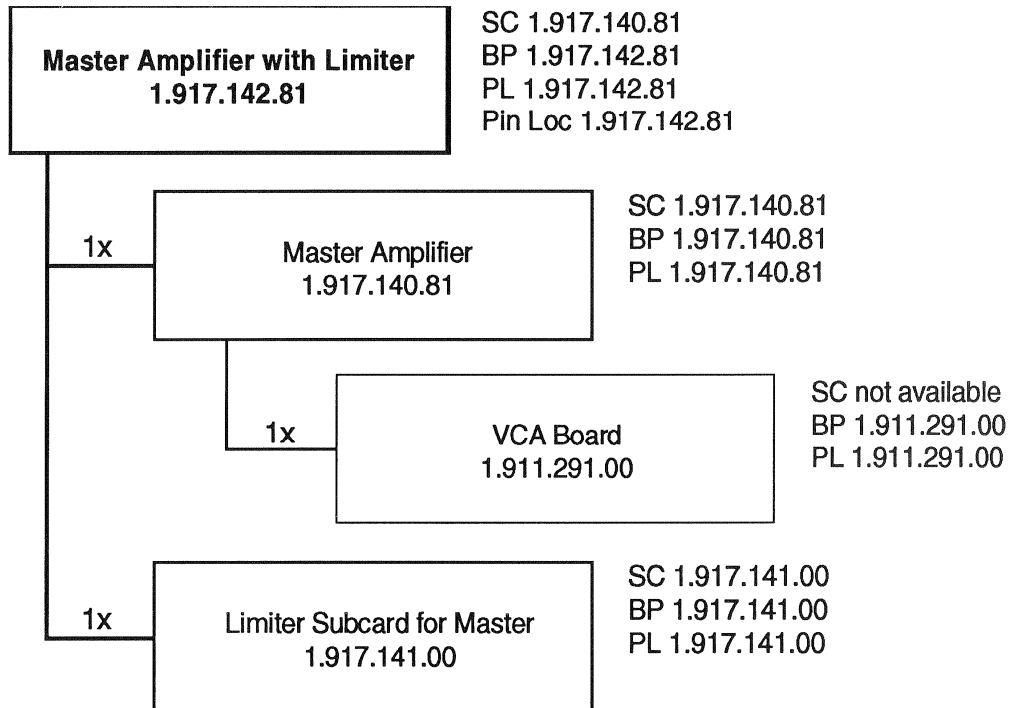 Master Amplifier with Limiter
1.917.142.81
SC 1.917.140.81
BP 1.917.142.81
PL 1.917.142.81
Pin Loc 1.917.142.81
1x
Master Amplifier
1.917.140.81
SC 1.917.140.81
BP 1.917.140.81
PL 1.917.140.81
1x
VCA Board
1.911.291.00
SC not available
BP 1.911.291.00
PL 1.911.291.00
1x
Limiter Subcard for Master
1.917.141.00
SC 1.917.141.00
BP 1.917.141.00
PL 1.917.141.00